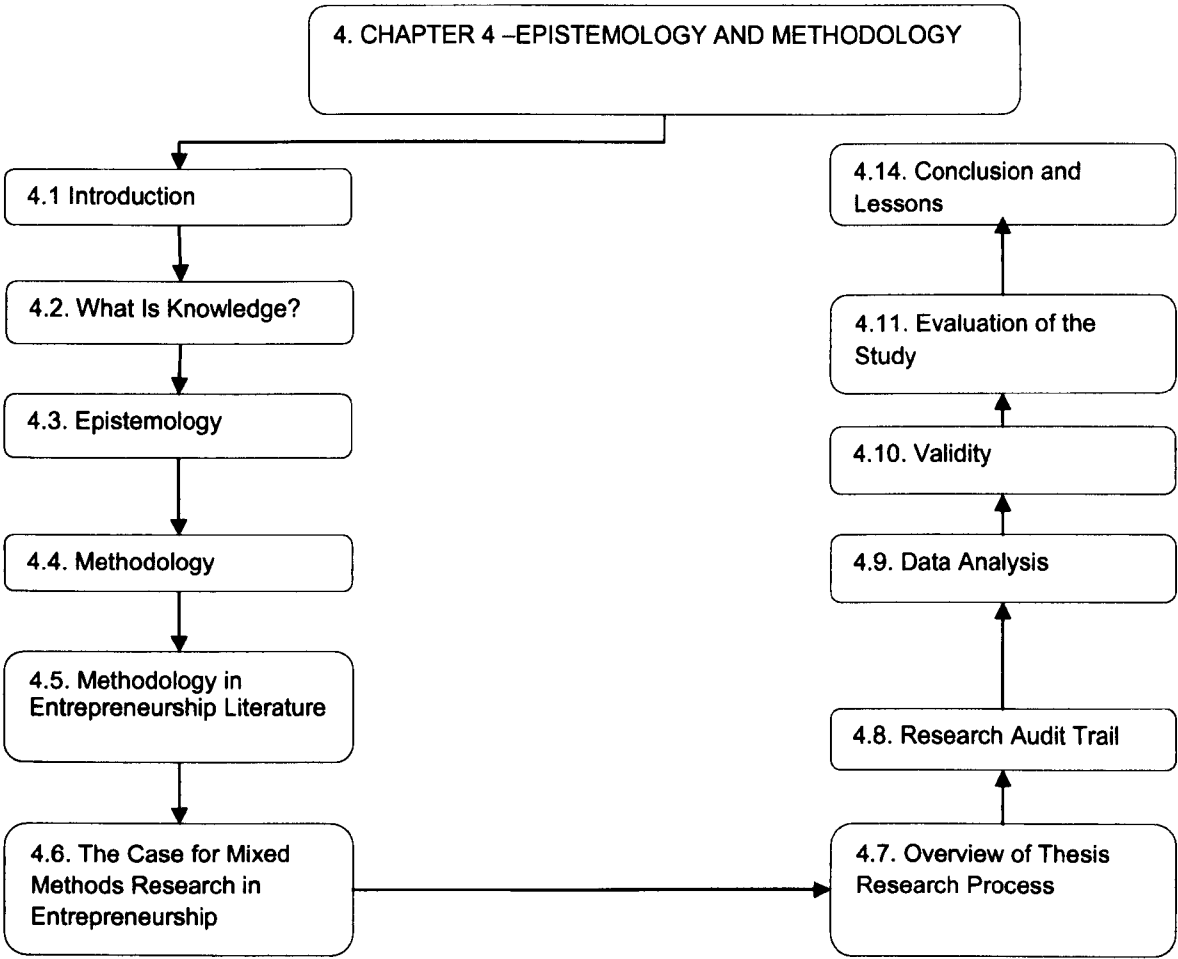 4. CHAPTER 4 –EPISTEMOLOGY AND METHODOLOGY
4.1 Introduction
4.2. What Is Knowledge?
4.3. Epistemology
4.4. Methodology
4.5. Methodology in
Entrepreneurship Literature
4.6. The Case for Mixed
Methods Research in
Entrepreneurship
4.7. Overview of Thesis
Research Process
4.8. Research Audit Trail
4.9. Data Analysis
4.10. Validity
4.11. Evaluation of the
Study
4.14. Conclusion and
Lessons